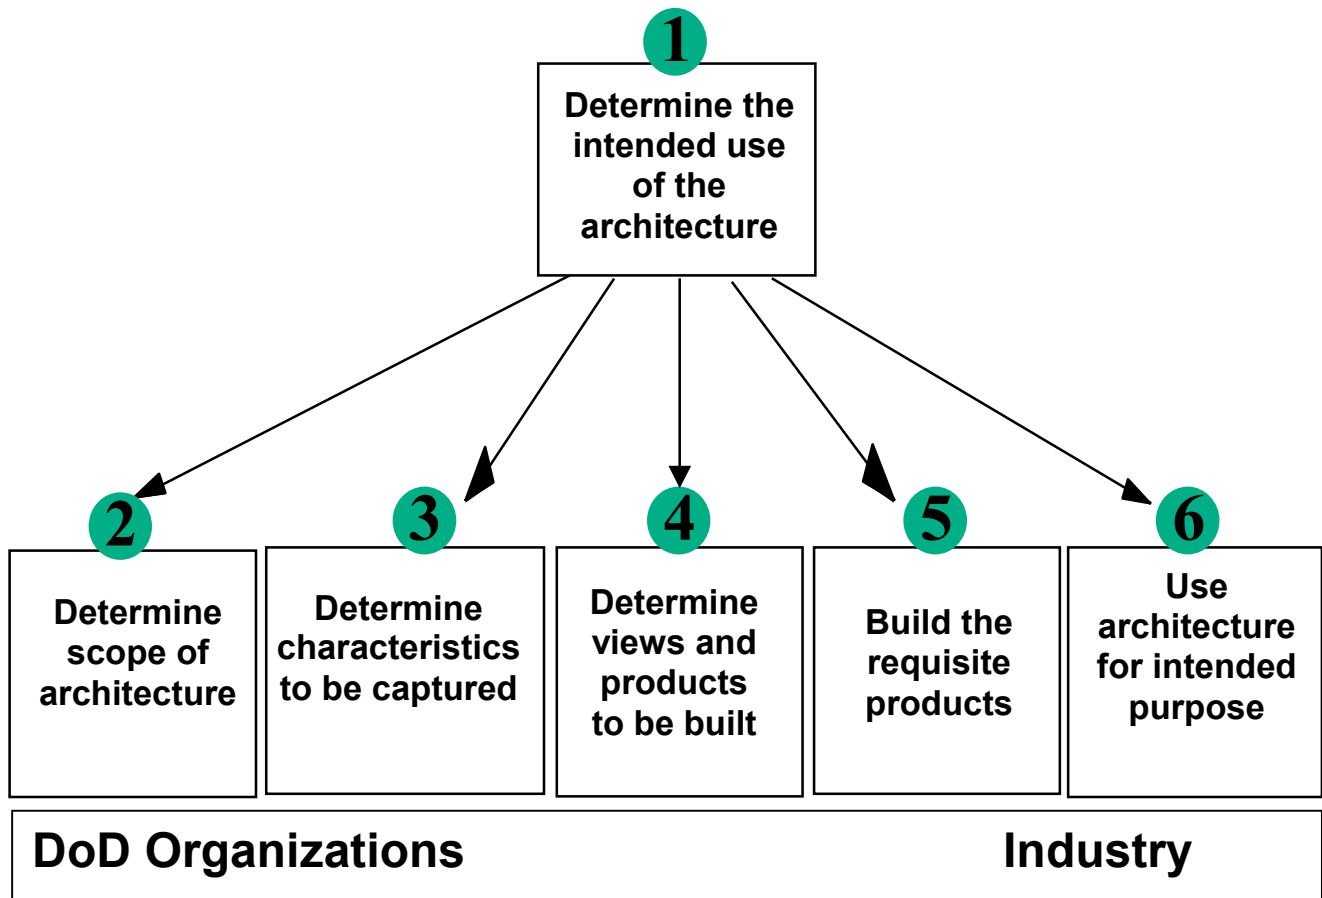 1
Determine the
intended use
of the
architecture
2
Determine
scope of
architecture
3
Determine
characteristics
to be captured
4
Determine
views and
products
to be built
5
Build the
requisite
products
6
Use
architecture
for intended
purpose
DoD Organizations
Industry